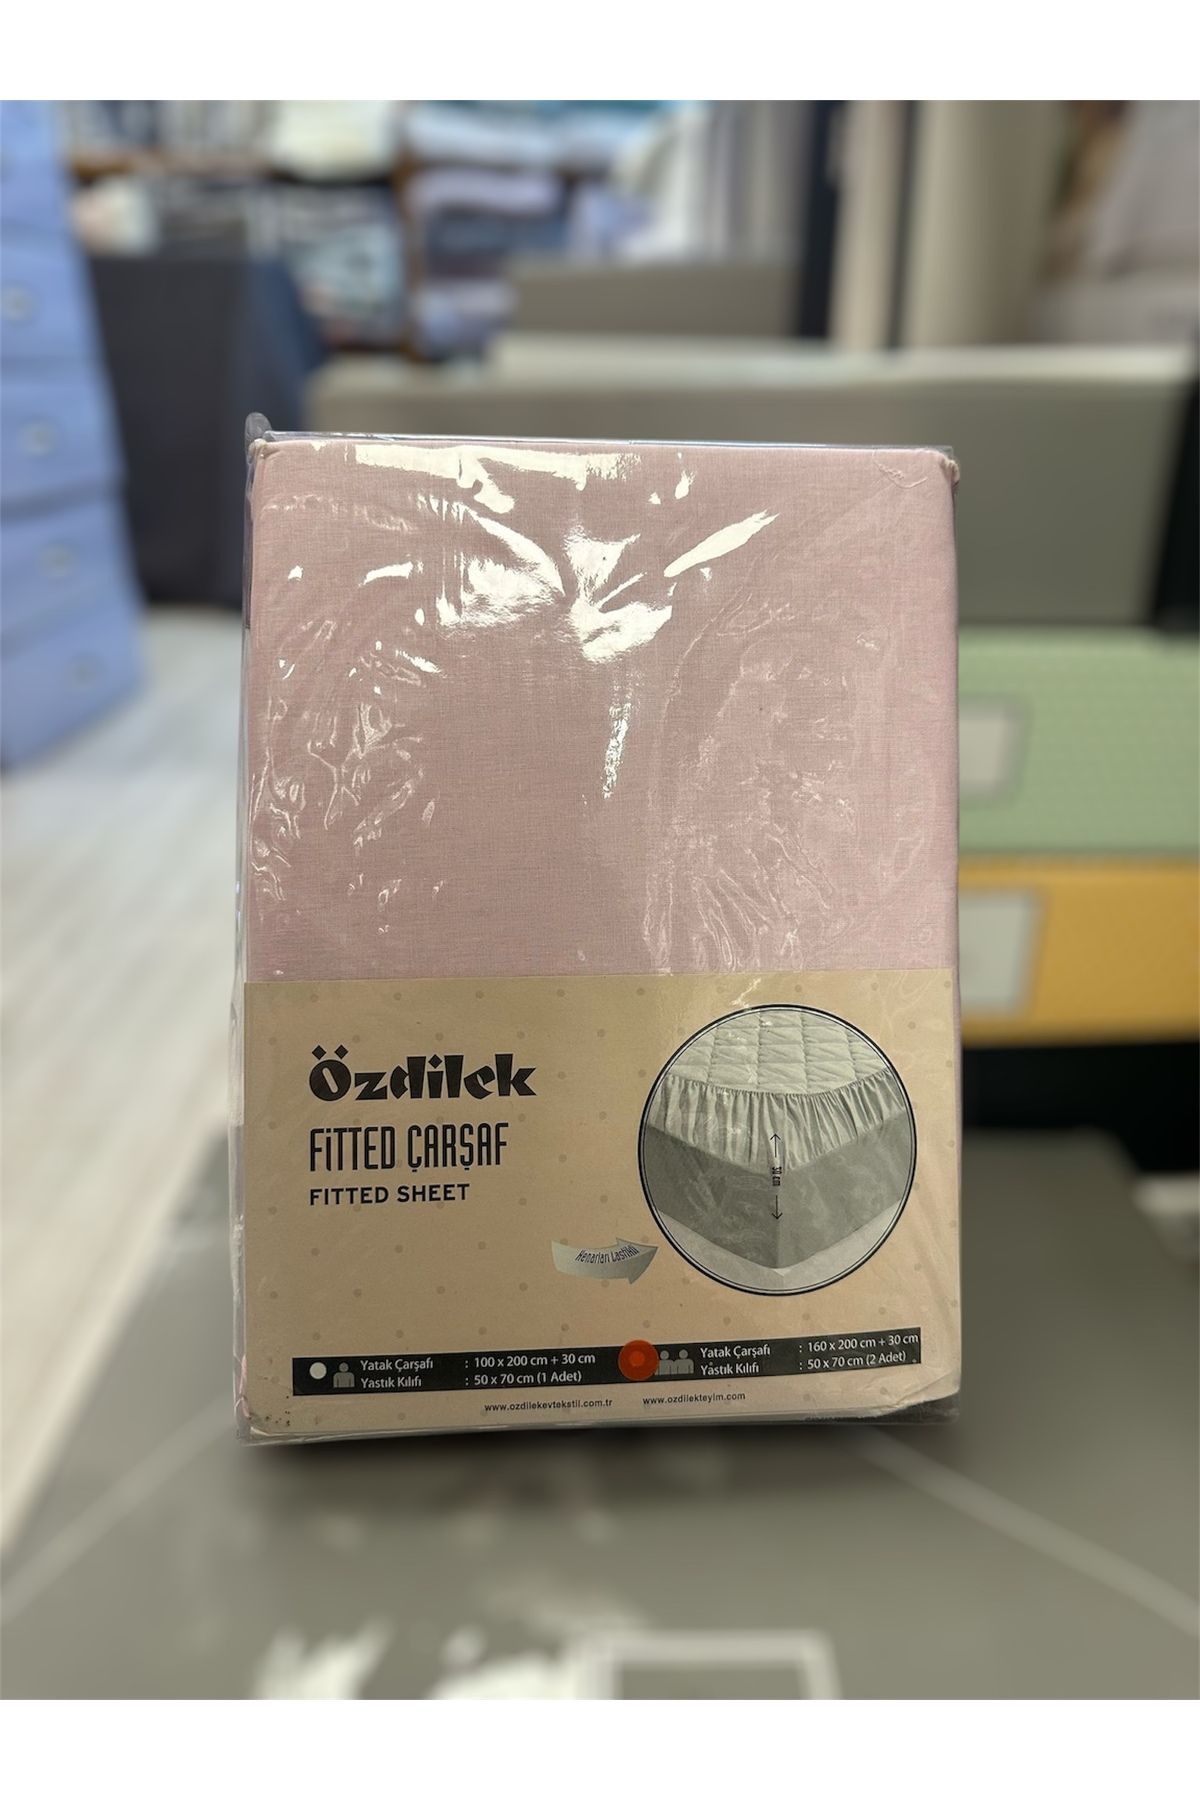 Özdilek
FiTTED ÇARŞAF
FITTED SHEET
30 cm
Kenarları Lastikli
Yatak Çarşafı : 100 x 200 cm + 30 cm
Yastık Kılıfı : 50 x 70 cm (1 Adet)
Yatak Çarşafı : 160 x 200 cm + 30 cm
Yastık Kılıfı : 50 x 70 cm (2 Adet)
www.ozdilekevtekstil.com.tr www.ozdilekteyim.com